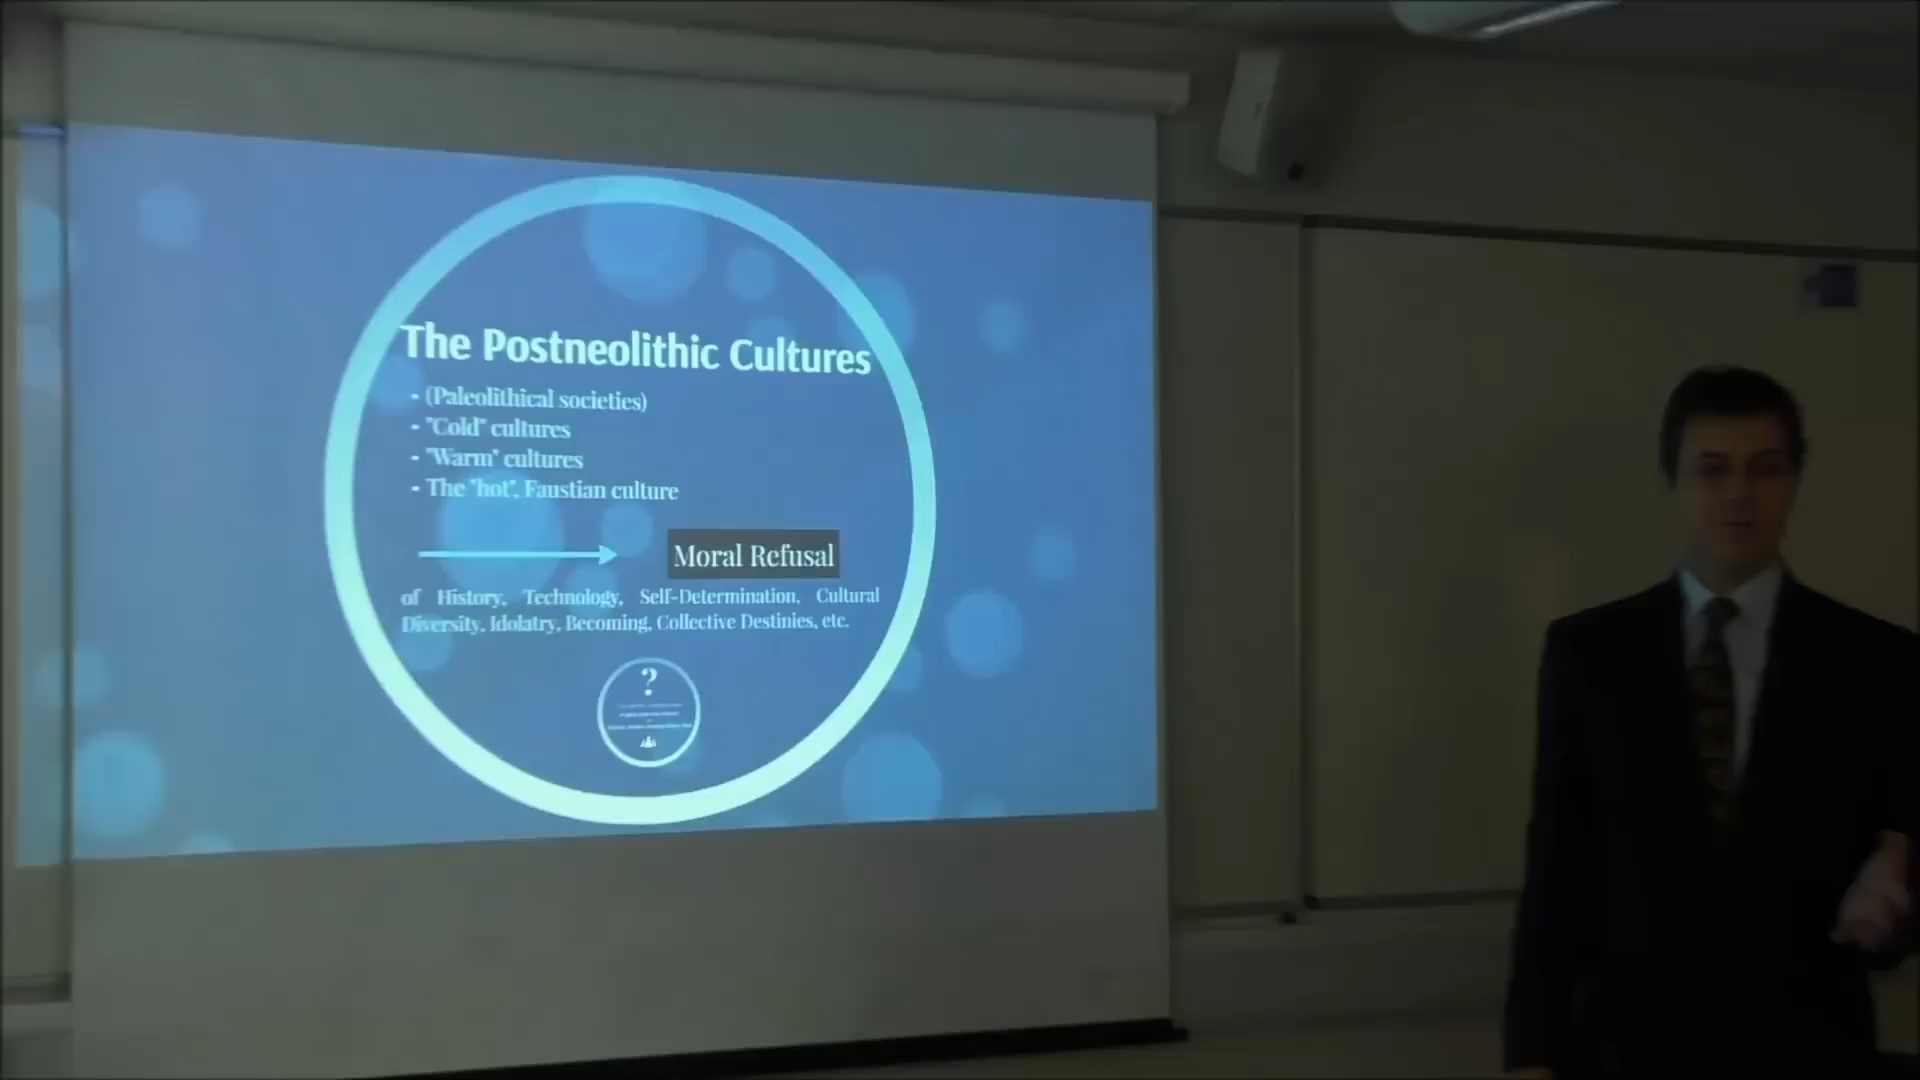 The Postneolithic Cultures
- (Paleolithical societies)
- "Cold" cultures
- "Warm" cultures
- The "hot", Faustian culture
Moral Refusal
of History, Technology, Self-Determination, Cultural
Diversity, Idolatry, Becoming, Collective Destinies, etc.
?